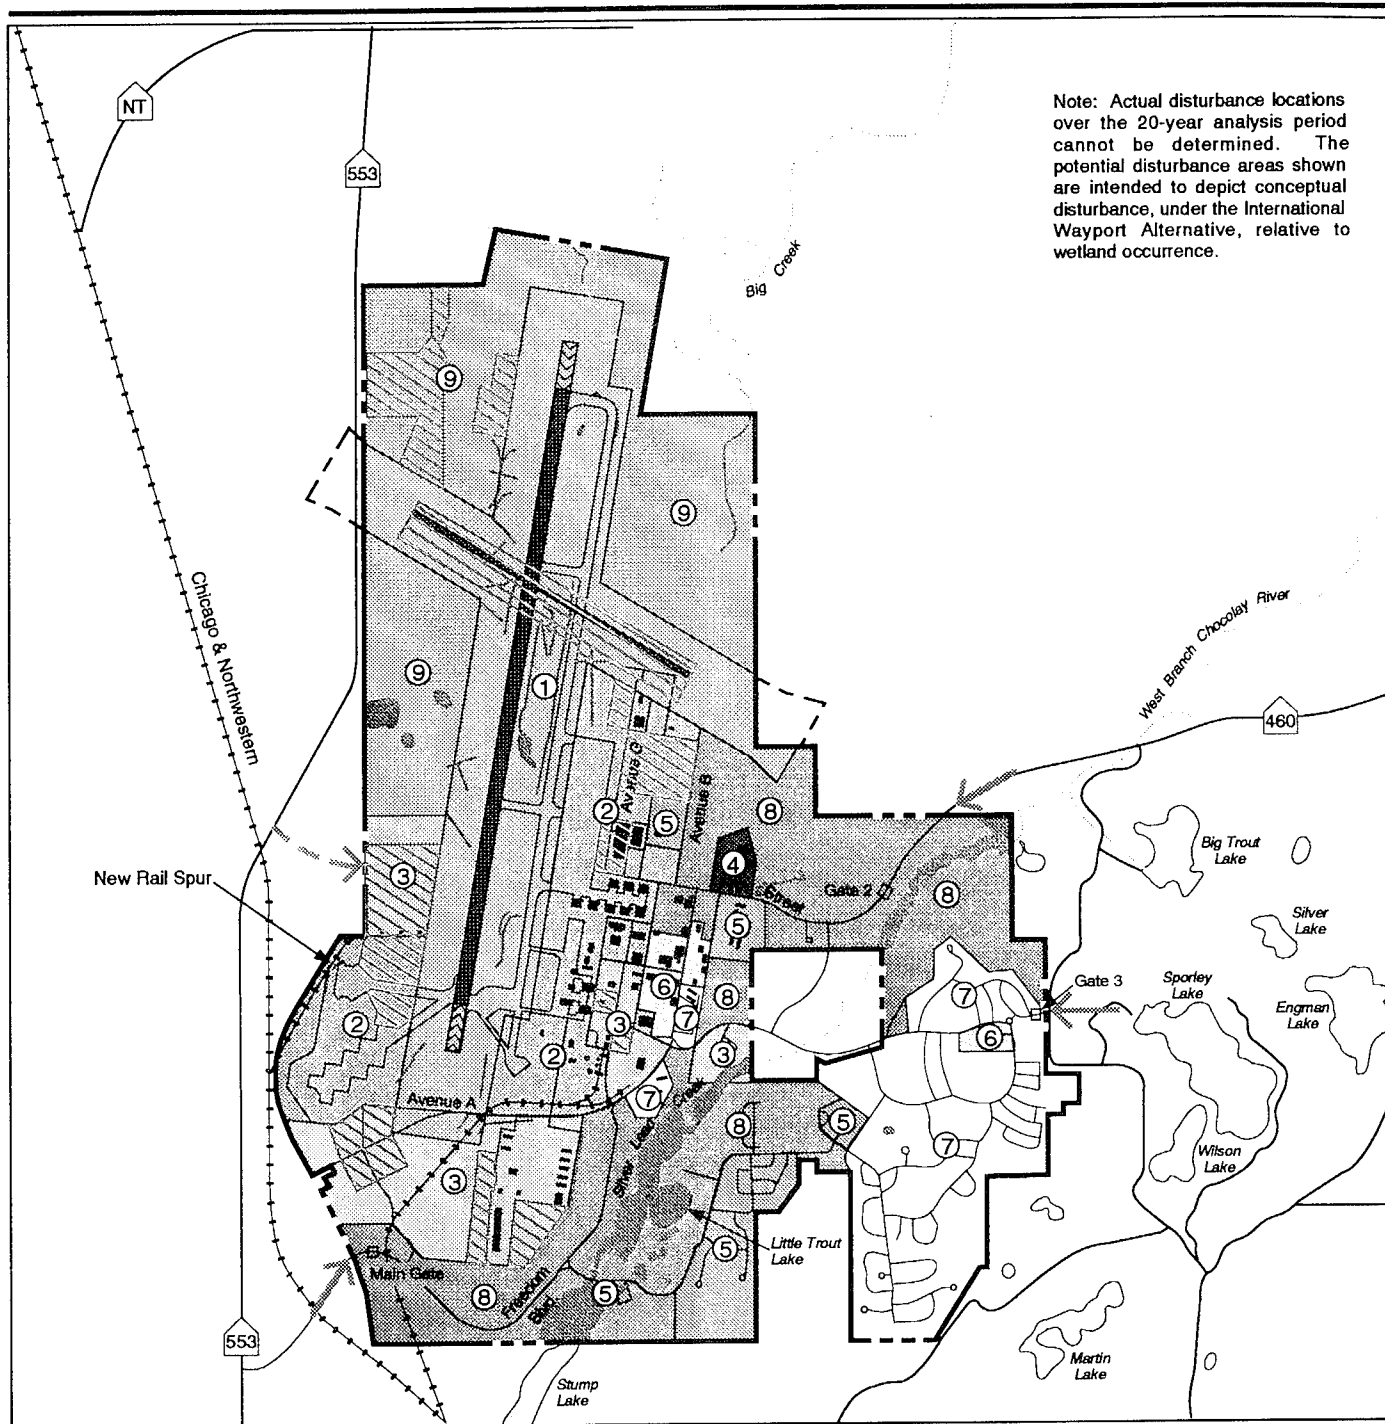 NT
553
Note: Actual disturbance locations
over the 20-year analysis period
cannot be determined. The
potential disturbance areas shown
are intended to depict conceptual
disturbance, under the International
Wayport Alternative, relative to
wetland occurrence.
Big Creek
9
9
Chicago & Northwestern
West Branch Chocolay River
9
1
460
Avenue C
Avenue B
2
5
8
4
Big Trout
Lake
3
New Rail Spur
Street
Gate 2
8
5
Silver
Lake
6
8
7
Gate 3
Sporley
Lake
Engman
Lake
2
3
7
6
2
3
Avenue A
7
Silver Lead Creek
8
5
7
Wilson
Lake
3
5
Little Trout
Lake
Main Gate
8
Freedom
Blvd
5
553
Martin
Lake
Stump
Lake